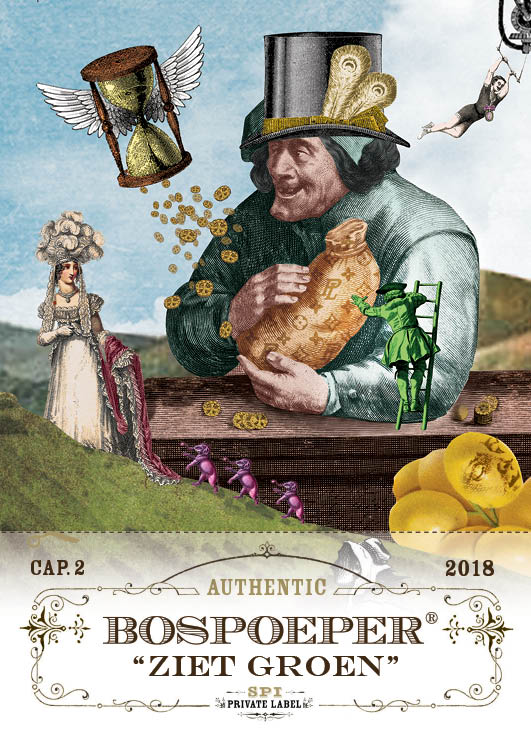 CAP. 2
2018
AUTHENTIC
BOSPOEPER®
“ZIET GROEN”
SPI
PRIVATE LABEL